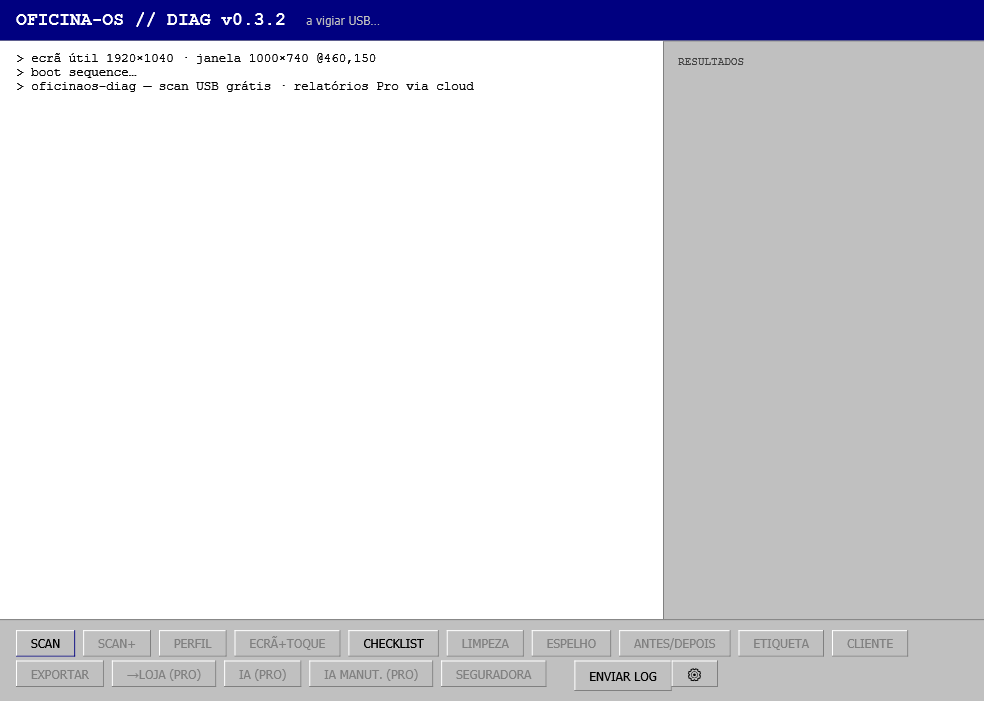 OFICINA-OS // DIAG v0.3.2 a vigiar USB…
> ecrã útil 1920×1040 · janela 1000×740 @460,150
> boot sequence…
> oficinaos-diag — scan USB grátis · relatórios Pro via cloud
RESULTADOS
SCAN SCAN+ PERFIL ECRÃ+TOQUE CHECKLIST LIMPEZA ESPELHO ANTES/DEPOIS ETIQUETA CLIENTE
EXPORTAR →LOJA (PRO) IA (PRO) IA MANUT. (PRO) SEGURADORA ENVIAR LOG